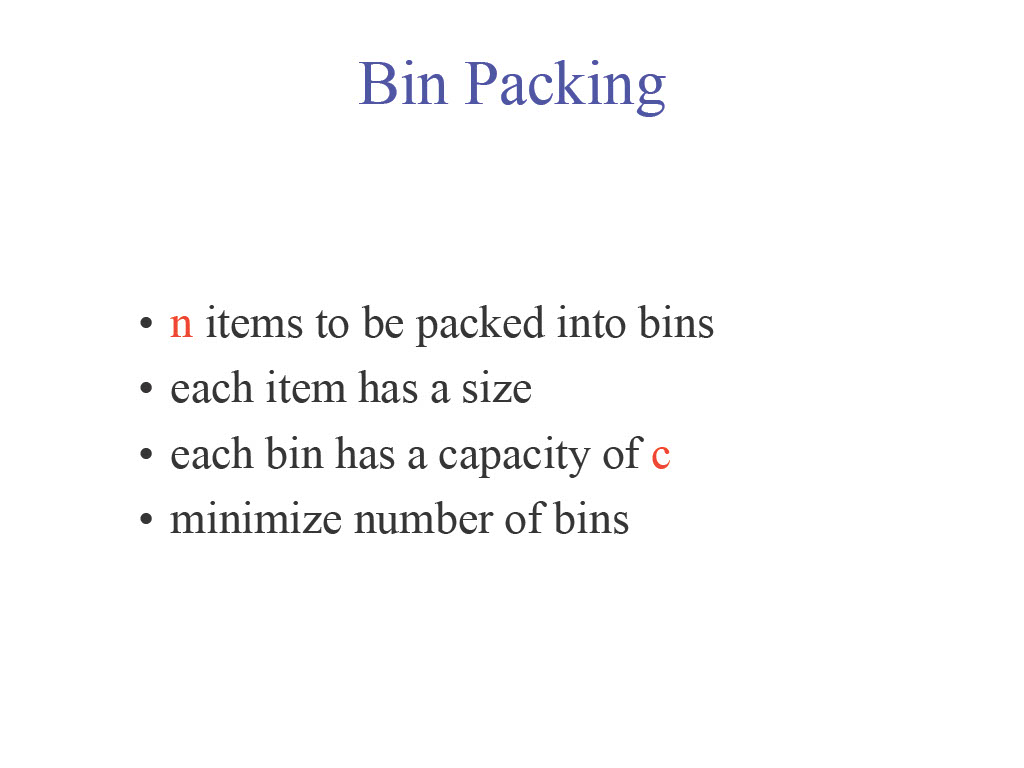 Bin Packing
• n items to be packed into bins
• each item has a size
• each bin has a capacity of c
• minimize number of bins